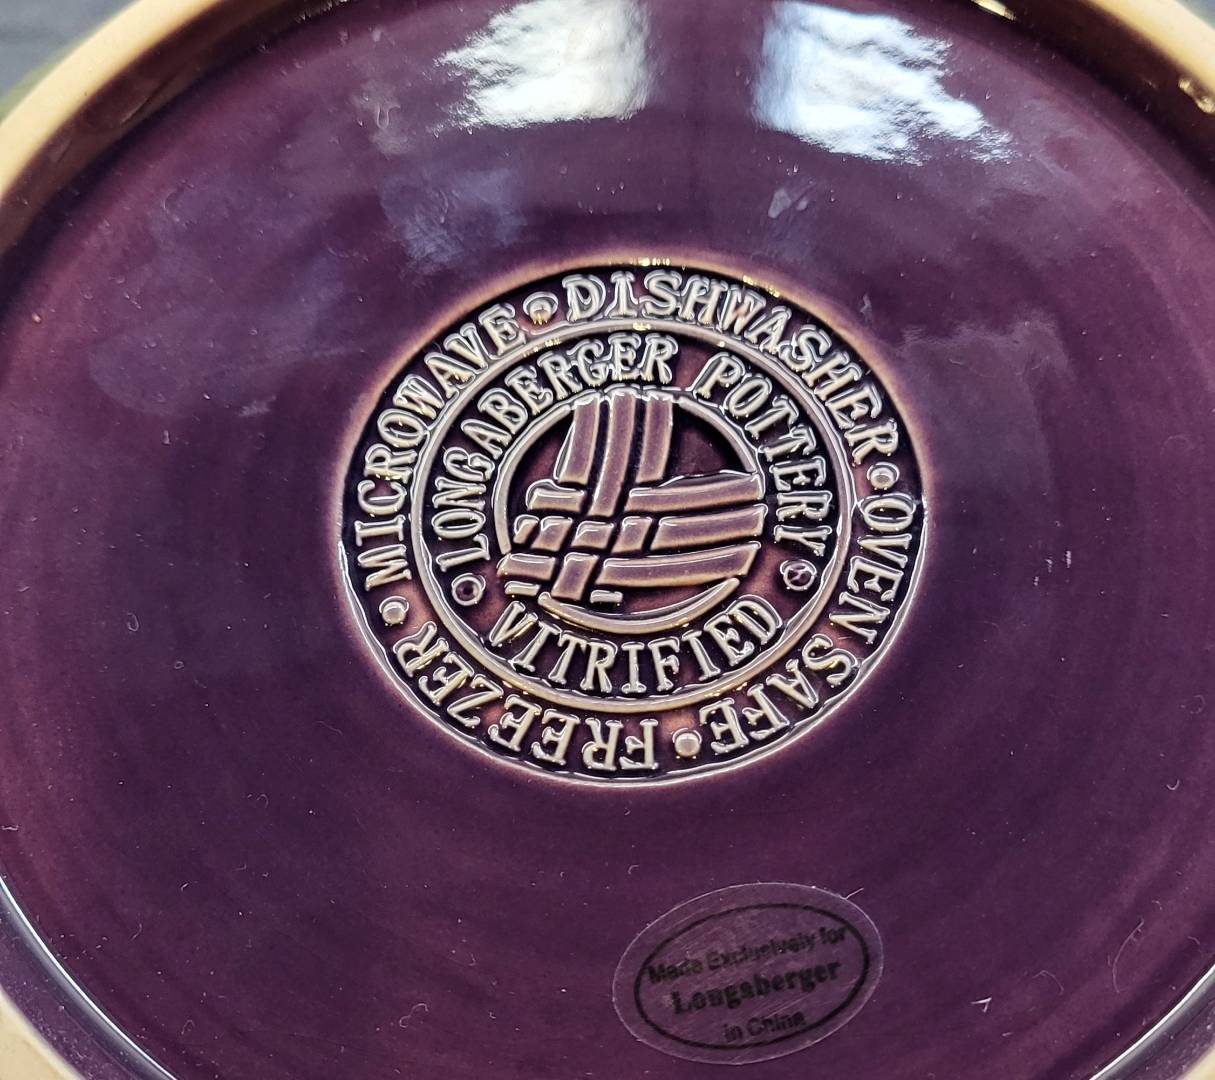 MICROWAVE • DISHWASHER • OVEN SAFE • FREEZER •
LONGABERGER POTTERY
VITRIFIED
Made Exclusively for
Longaberger
in China